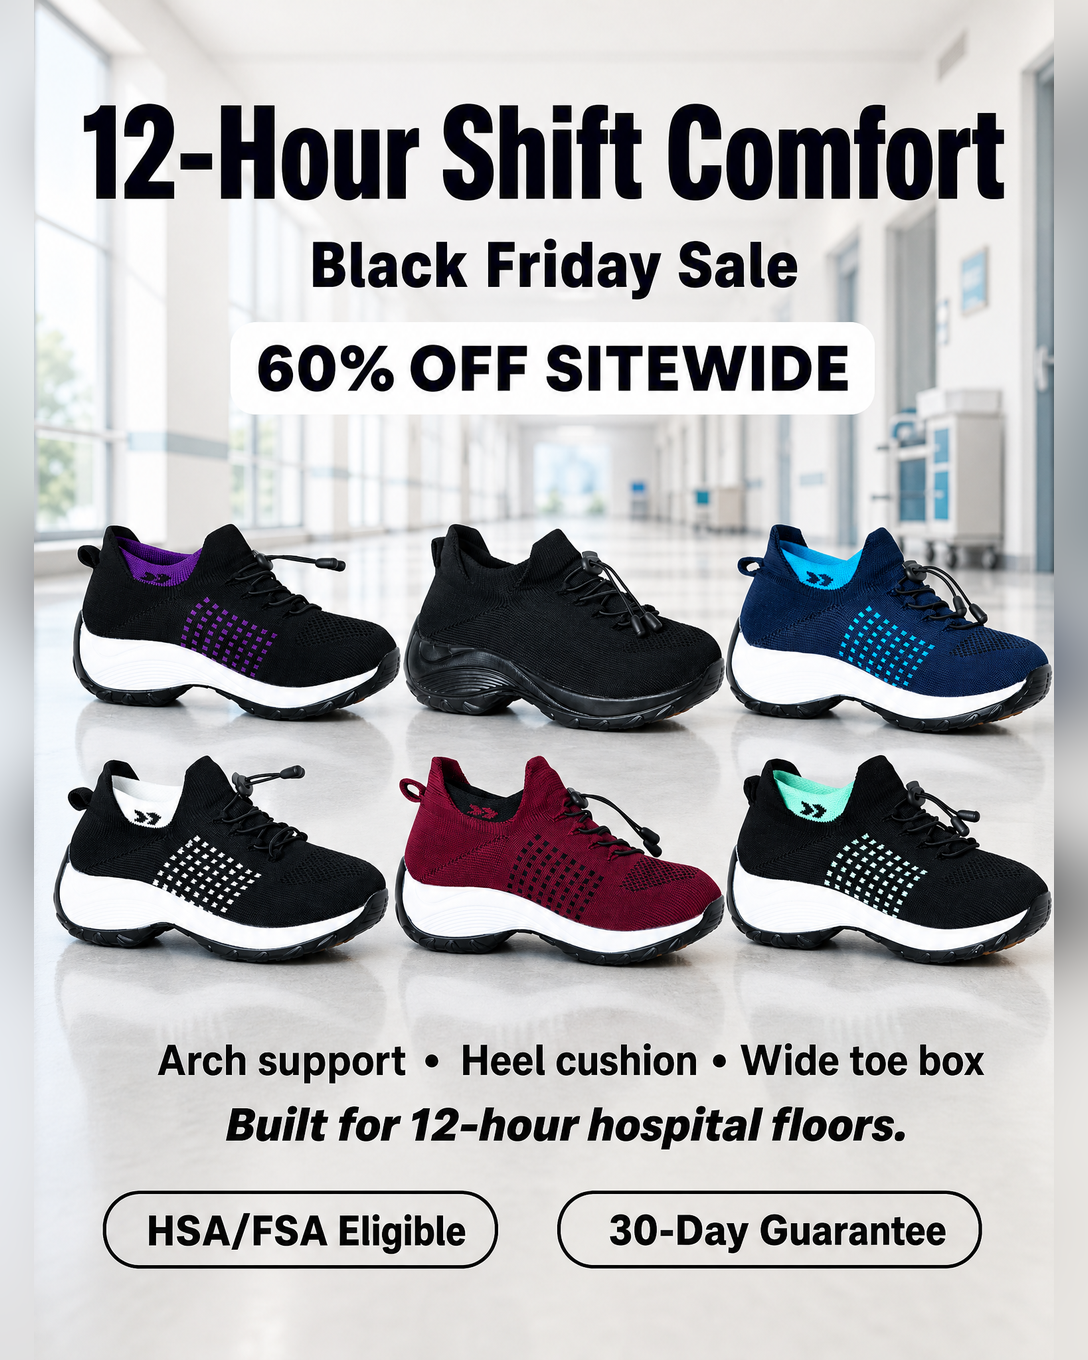 12-Hour Shift Comfort
Black Friday Sale
60% OFF SITEWIDE
Arch support • Heel cushion • Wide toe box
Built for 12-hour hospital floors.
HSA/FSA Eligible
30-Day Guarantee